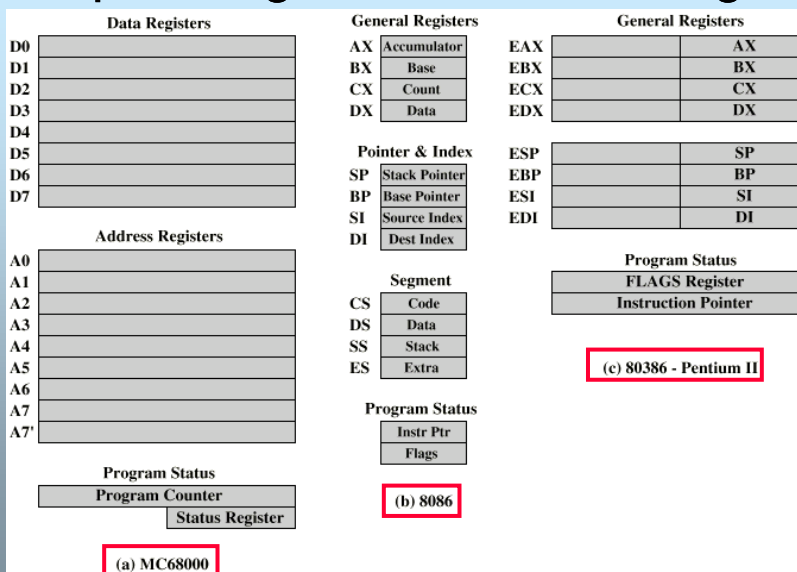 Data Registers
D0
D1
D2
D3
D4
D5
D6
D7
Address Registers
A0
A1
A2
A3
A4
A5
A6
A7
A7'
Program Status
Program Counter
Status Register
(a) MC68000
General Registers
AX Accumulator
BX Base
CX Count
DX Data
Pointer & Index
SP Stack Pointer
BP Base Pointer
SI Source Index
DI Dest Index
Segment
CS Code
DS Data
SS Stack
ES Extra
Program Status
Instr Ptr
Flags
(b) 8086
General Registers
EAX AX
EBX BX
ECX CX
EDX DX
ESP SP
EBP BP
ESI SI
EDI DI
Program Status
FLAGS Register
Instruction Pointer
(c) 80386 - Pentium II